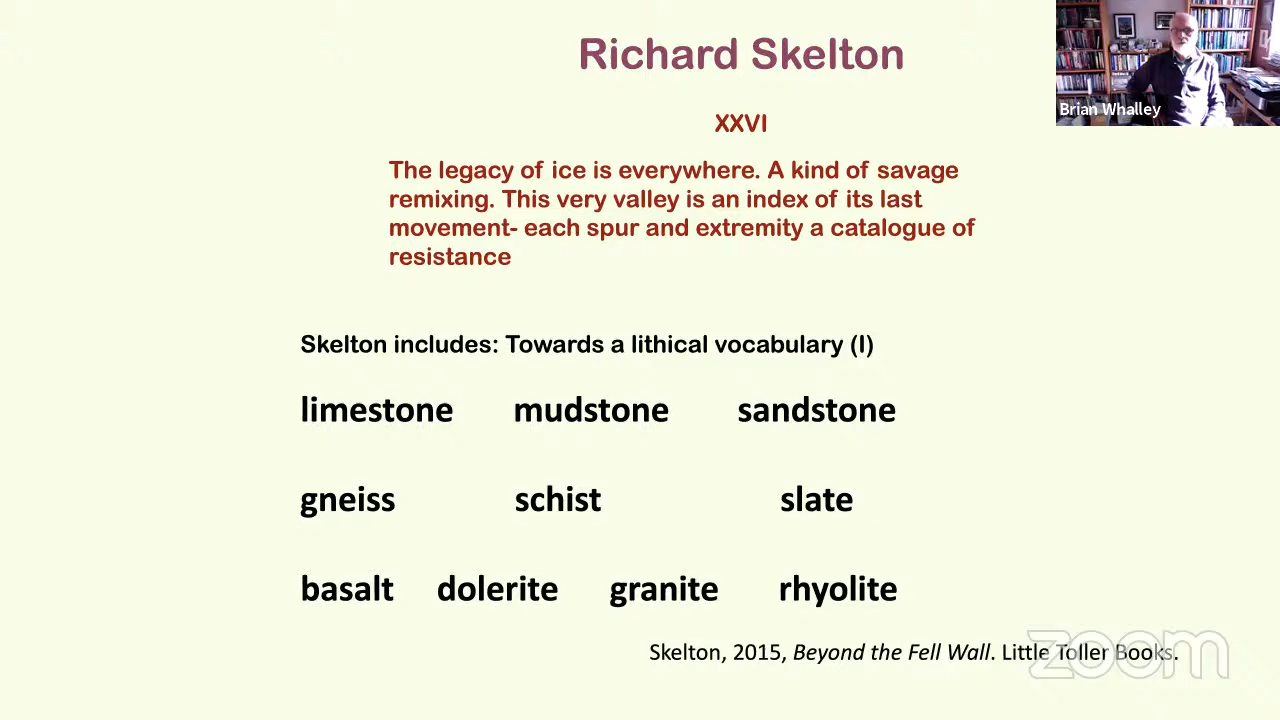 Richard Skelton
Brian Whalley
XXVI
The legacy of ice is everywhere. A kind of savage
remixing. This very valley is an index of its last
movement- each spur and extremity a catalogue of
resistance
Skelton includes: Towards a lithical vocabulary (I)
limestone mudstone sandstone
gneiss schist slate
basalt dolerite granite rhyolite
Skelton, 2015, Beyond the Fell Wall. Little Toller Books.
zoom